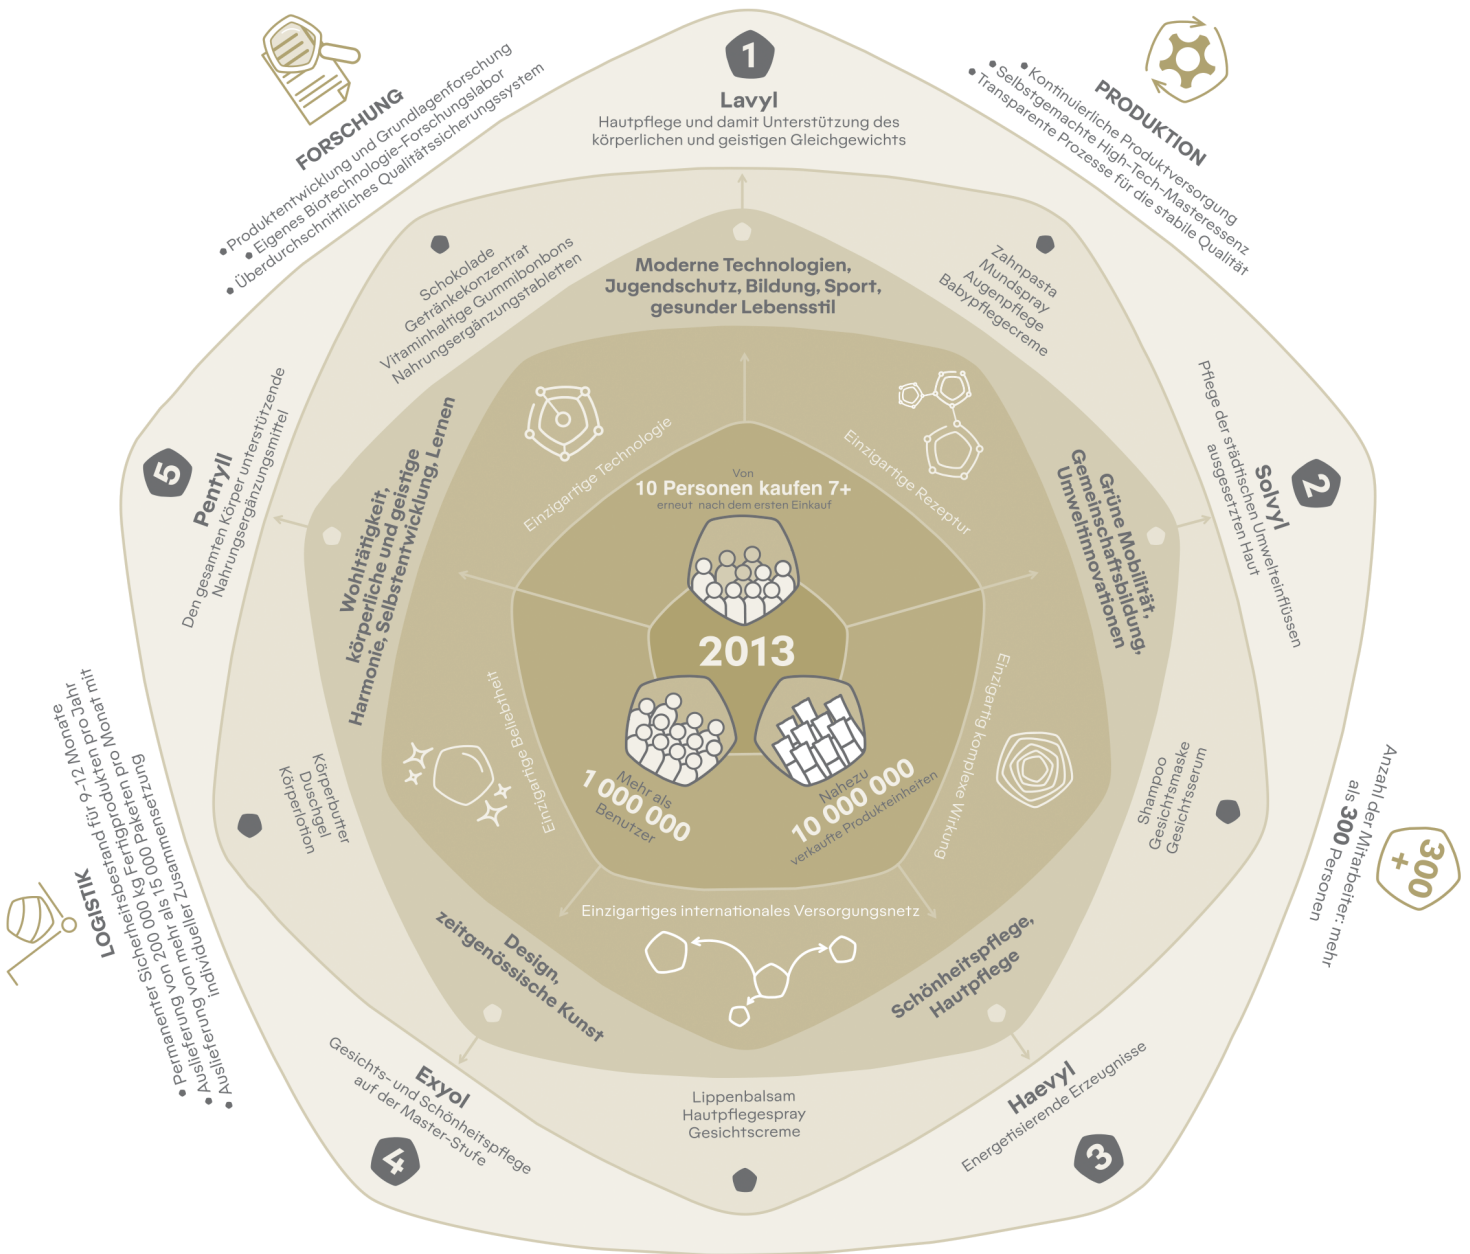 FORSCHUNG
• Produktentwicklung und Grundlagenforschung
• Eigenes Biotechnologie-Forschungslabor
• Überdurchschnittliches Qualitätssicherungssystem
1
Lavyl
Hautpflege und damit Unterstützung des
körperlichen und geistigen Gleichgewichts
PRODUKTION
• Kontinuierliche Produktversorgung
• Selbstgemachte High-Tech-Masteressenz
• Transparente Prozesse für die stabile Qualität
Schokolade
Getränkekonzentrat
Vitaminhaltige Gummibonbons
Nahrungsergänzungstabletten
Moderne Technologien,
Jugendschutz, Bildung, Sport,
gesunder Lebensstil
Zahnpasta
Mundspray
Augenpflege
Babypflegecreme
5
Pentyll
Den gesamten Körper unterstützende
Nahrungsergänzungsmittel
Wohltätigkeit,
körperliche und geistige
Harmonie, Selbstentwicklung, Lernen
Einzigartige Technologie
Einzigartige Rezeptur
Grüne Mobilität,
Gemeinschaftsbildung,
Umweltinnovationen
2
Solvyl
Pflege der städtischen Umwelteinflüssen
ausgesetzten Haut
Von
10 Personen kaufen 7+
erneut nach dem ersten Einkauf
2013
Mehr als
1 000 000
Benutzer
Nahezu
10 000 000
verkaufte Produkteinheiten
Einzigartige Beliebtheit
Einzigartig komplexe Wirkung
Körperbutter
Duschgel
Körperlotion
Shampoo
Gesichtsmaske
Gesichtsserum
LOGISTIK
• Permanenter Sicherheitsbestand für 9-12 Monate
• Auslieferung von 200 000 kg Fertigprodukten pro Jahr
• Auslieferung von mehr als 15 000 Paketen pro Monat mit
individueller Zusammensetzung
Anzahl der Mitarbeiter: mehr
als 300 Personen
300
+
Einzigartiges internationales Versorgungsnetz
Design,
zeitgenössische Kunst
Schönheitspflege,
Hautpflege
Exyol
Gesichts- und Schönheitspflege
auf der Master-Stufe
4
Lippenbalsam
Hautpflegespray
Gesichtscreme
Haevyl
Energetisierende Erzeugnisse
3